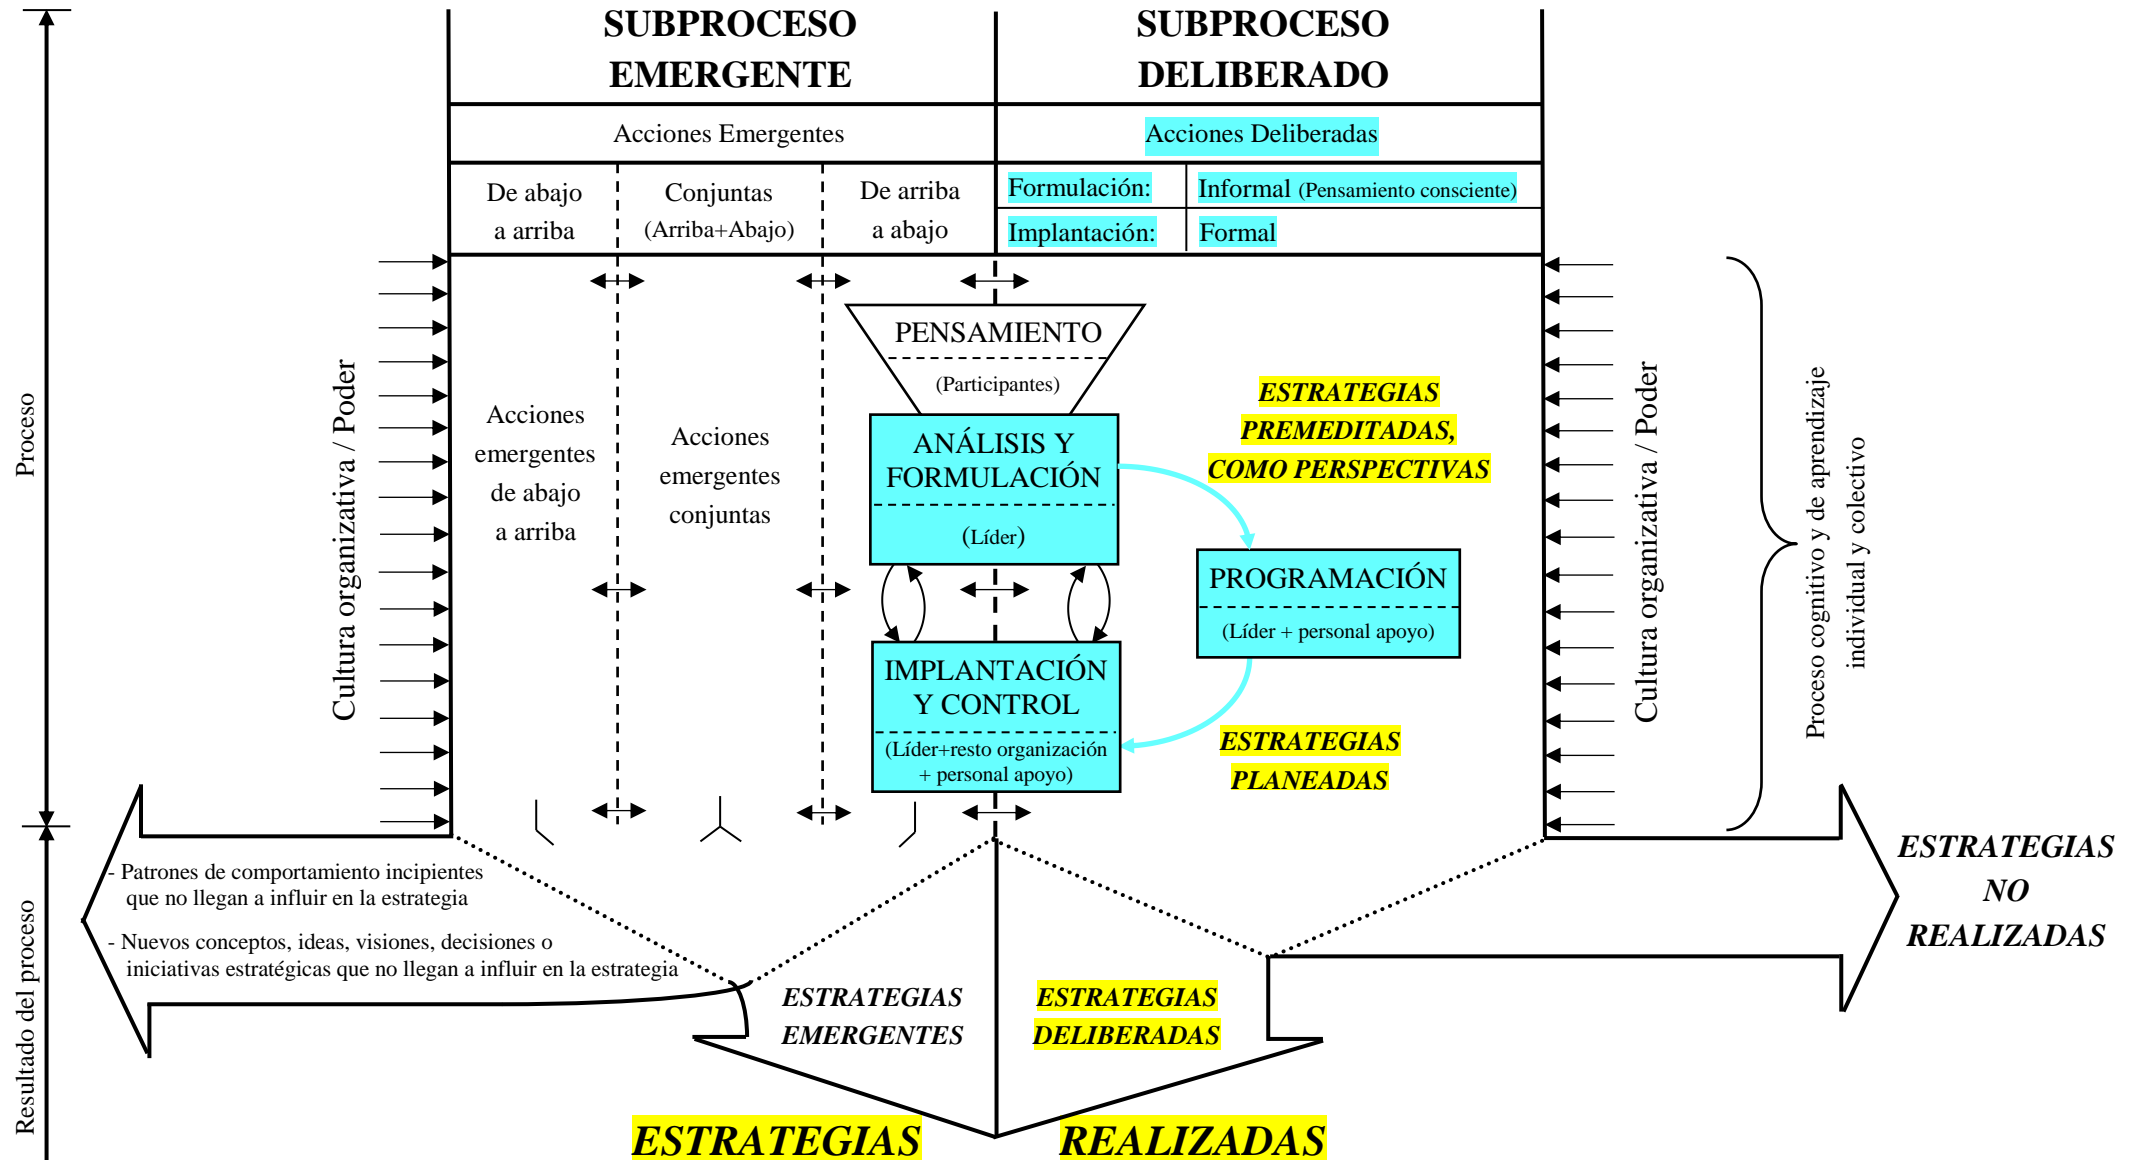 SUBPROCESO
EMERGENTE
SUBPROCESO
DELIBERADO
Acciones Emergentes
Acciones Deliberadas
De abajo
a arriba
Conjuntas
(Arriba+Abajo)
De arriba
a abajo
Formulación:
Informal (Pensamiento consciente)
Implantación:
Formal
Proceso
Cultura organizativa / Poder
Acciones
emergentes
de abajo
a arriba
Acciones
emergentes
conjuntas
PENSAMIENTO
(Participantes)
ANÁLISIS Y
FORMULACIÓN
(Líder)
ESTRATEGIAS
PREMEDITADAS,
COMO PERSPECTIVAS
PROGRAMACIÓN
(Líder + personal apoyo)
IMPLANTACIÓN
Y CONTROL
(Líder+resto organización
+ personal apoyo)
ESTRATEGIAS
PLANEADAS
Cultura organizativa / Poder
Proceso cognitivo y de aprendizaje
individual y colectivo
Resultado del proceso
- Patrones de comportamiento incipientes
que no llegan a influir en la estrategia
- Nuevos conceptos, ideas, visiones, decisiones o
iniciativas estratégicas que no llegan a influir en la estrategia
ESTRATEGIAS
EMERGENTES
ESTRATEGIAS
DELIBERADAS
ESTRATEGIAS
NO
REALIZADAS
ESTRATEGIAS REALIZADAS